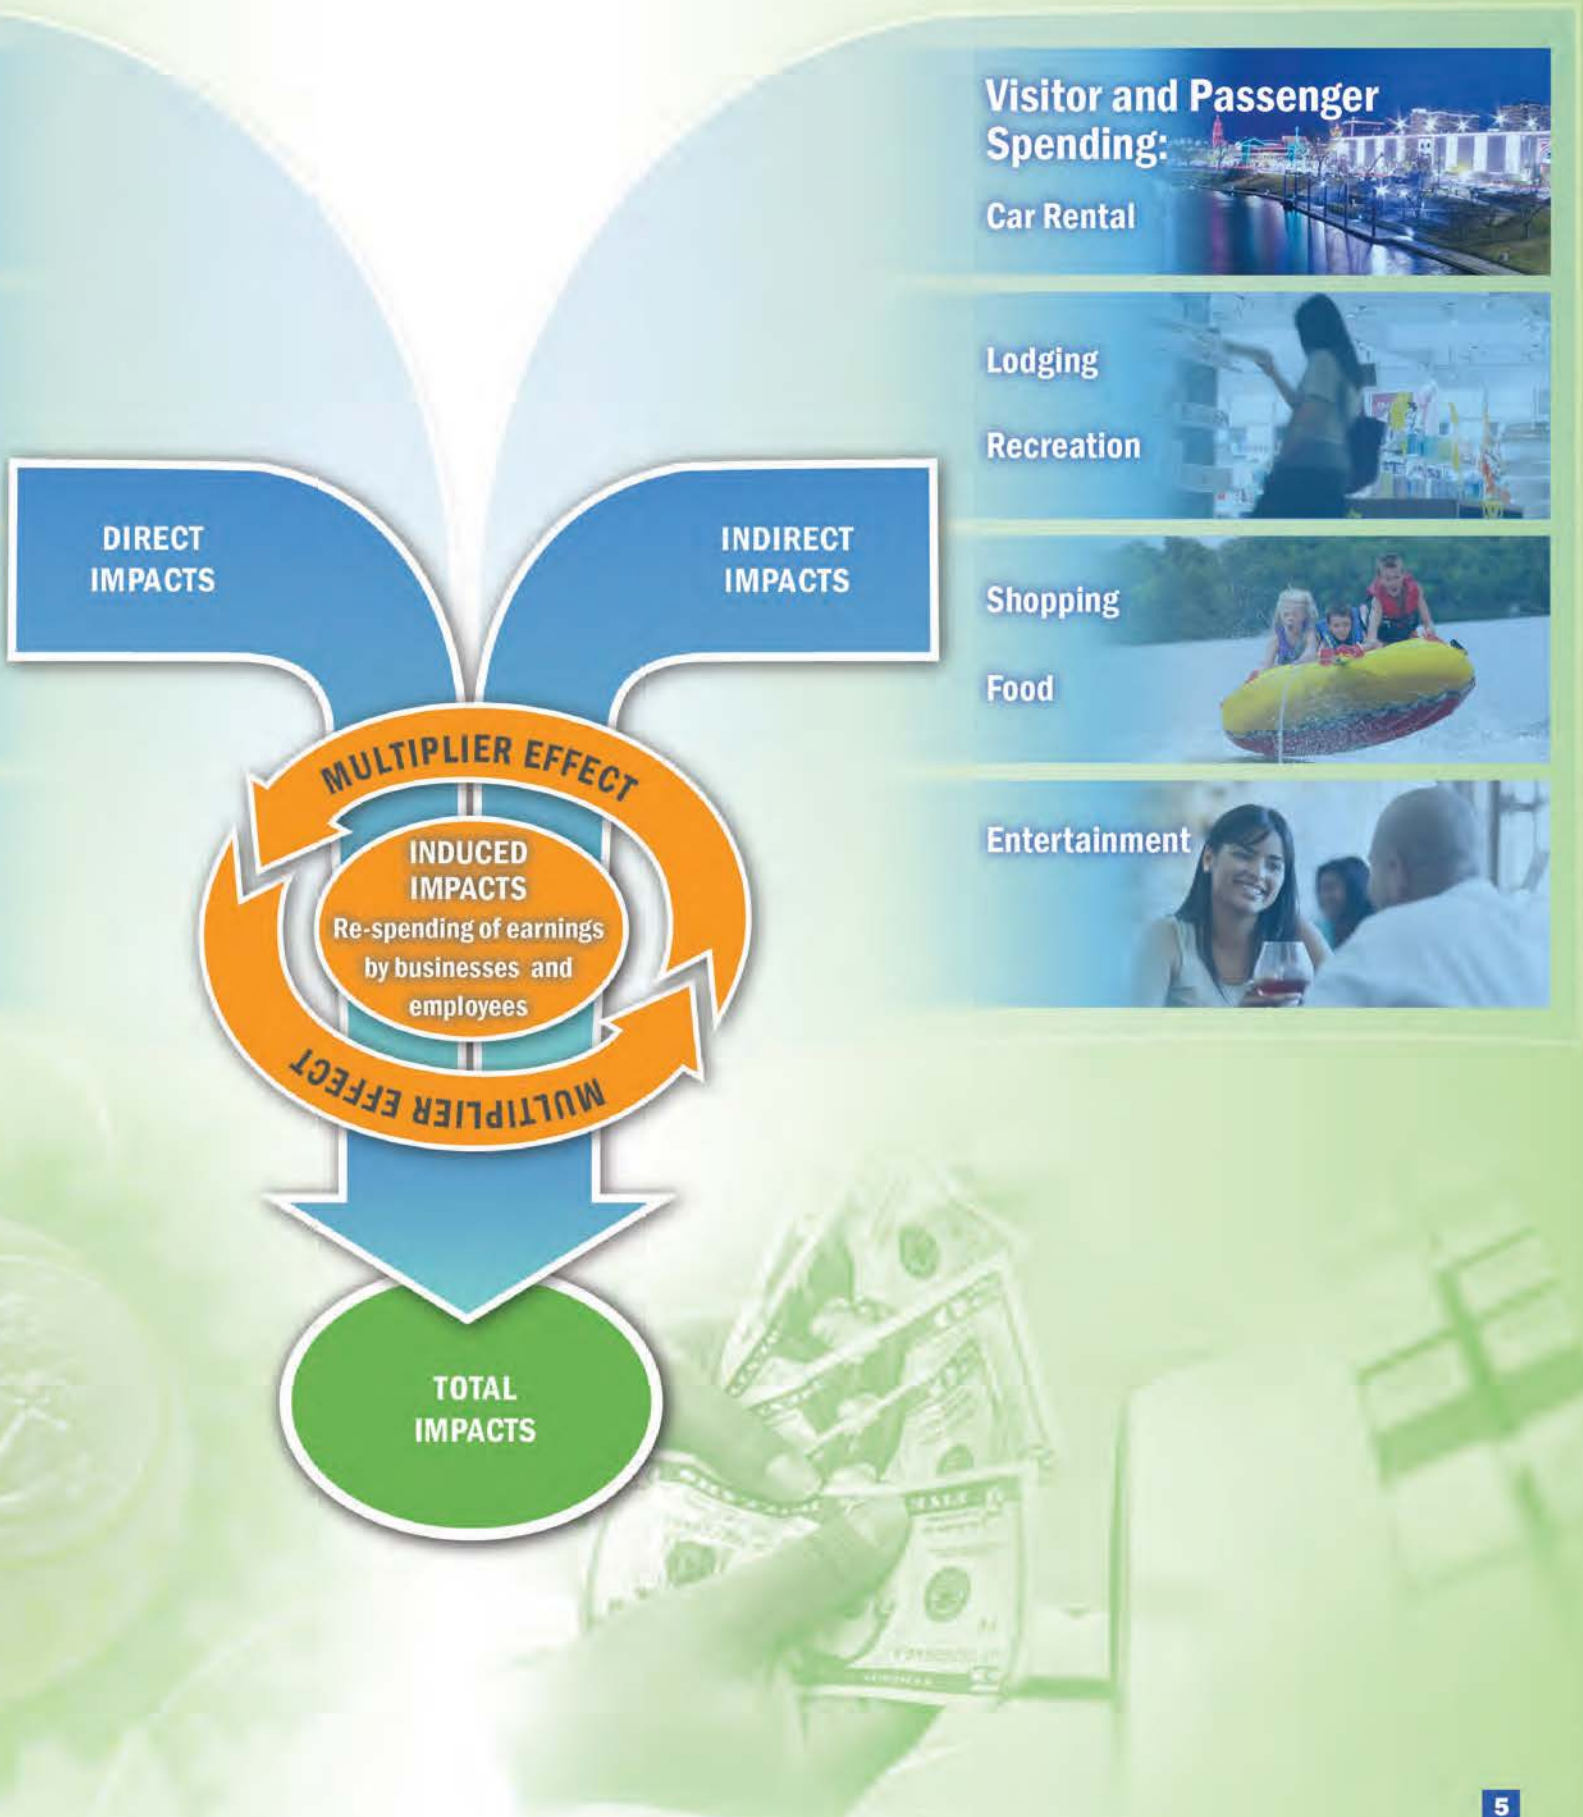 Visitor and Passenger
Spending:
Car Rental
Lodging
Recreation
Shopping
Food
Entertainment
DIRECT
IMPACTS
INDIRECT
IMPACTS
MULTIPLIER EFFECT
INDUCED
IMPACTS
Re-spending of earnings
by businesses and
employees
MULTIPLIER EFFECT
TOTAL
IMPACTS
5